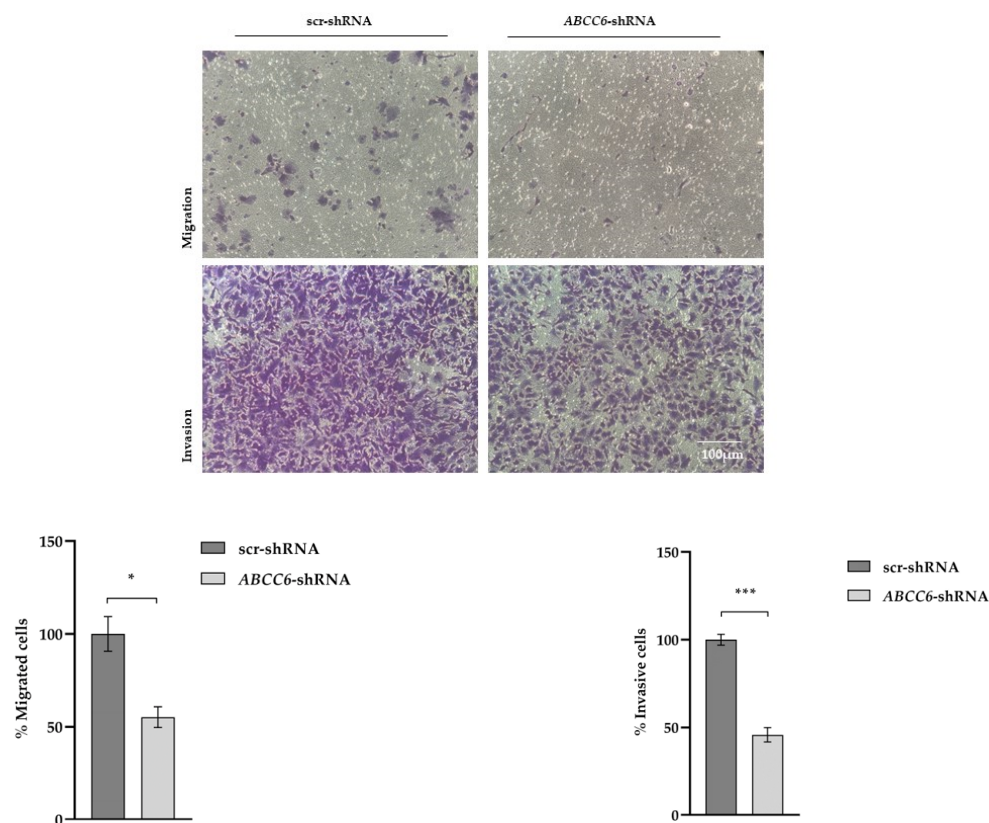 scr-shRNA
ABCC6-shRNA
Migration
Invasion
100µm
% Migrated cells
150
100
50
0
*
scr-shRNA
ABCC6-shRNA
% Invasive cells
150
100
50
0
***
scr-shRNA
ABCC6-shRNA